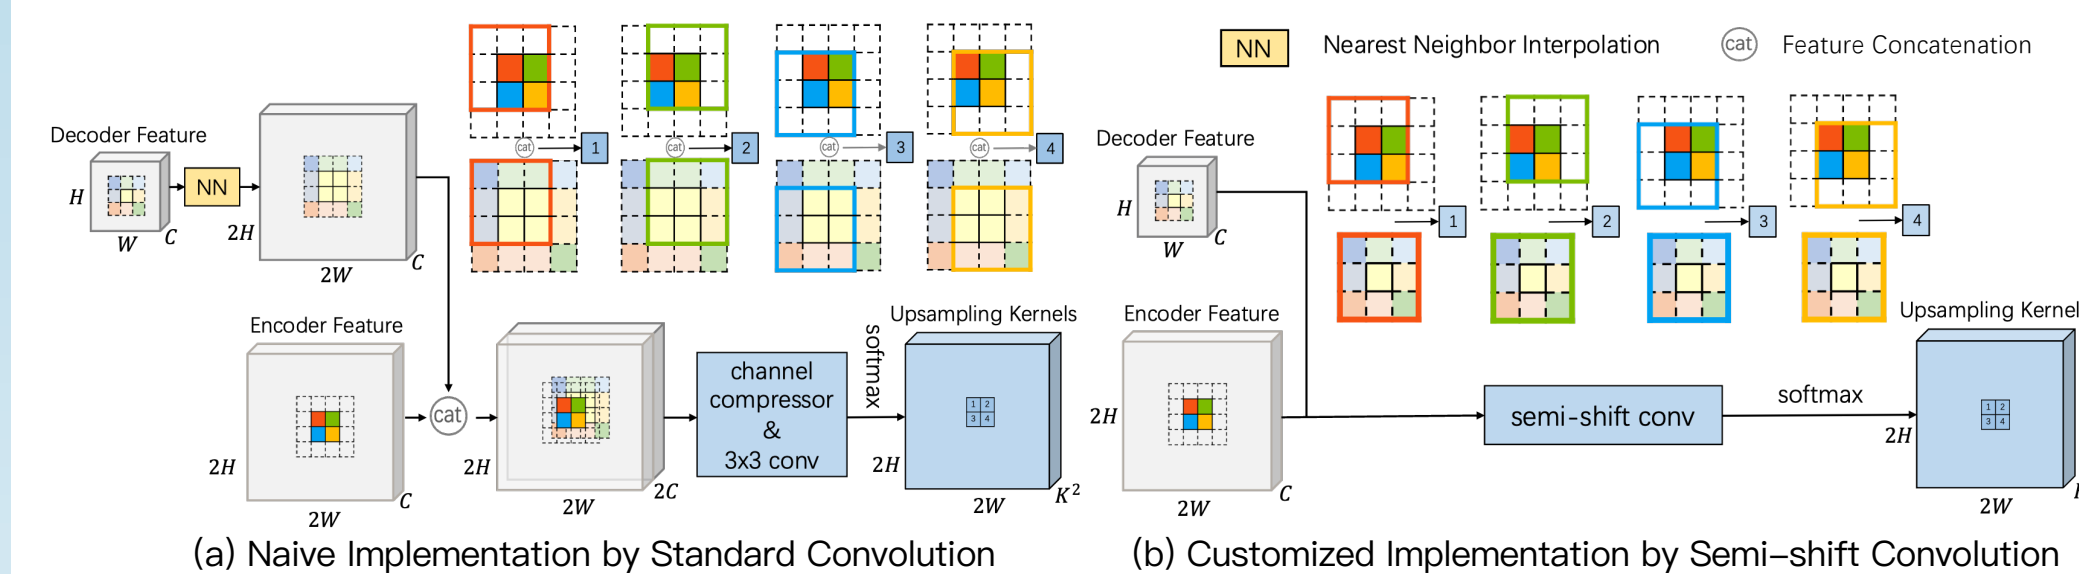 NN Nearest Neighbor Interpolation cat Feature Concatenation
Decoder Feature
H
W
C
NN
2H
2W
C
cat
1
cat
2
cat
3
cat
4
Encoder Feature
2H
2W
C
cat
2H
2W
2C
channel
compressor
&
3x3 conv
softmax
Upsampling Kernels
1 2
3 4
2H
2W
K²
(a) Naive Implementation by Standard Convolution
Decoder Feature
H
W
C
1
2
3
4
Encoder Feature
2H
2W
C
semi-shift conv
softmax
Upsampling Kernel
1 2
3 4
2H
2W
(b) Customized Implementation by Semi-shift Convolution